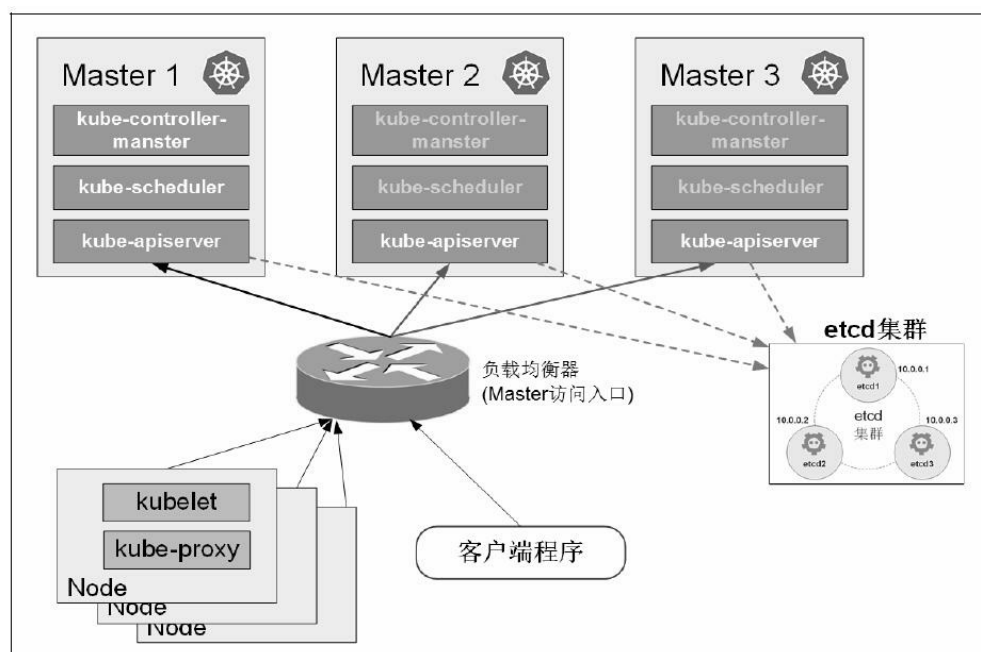 Master 1
kube-controller-
manster
kube-scheduler
kube-apiserver
Master 2
kube-controller-
manster
kube-scheduler
kube-apiserver
Master 3
kube-controller-
manster
kube-scheduler
kube-apiserver
负载均衡器
(Master访问入口)
etcd集群
etcd1
10.0.0.1
etcd
集群
10.0.0.2
etcd2
10.0.0.3
etcd3
kubelet
kube-proxy
Node
Node
Node
客户端程序